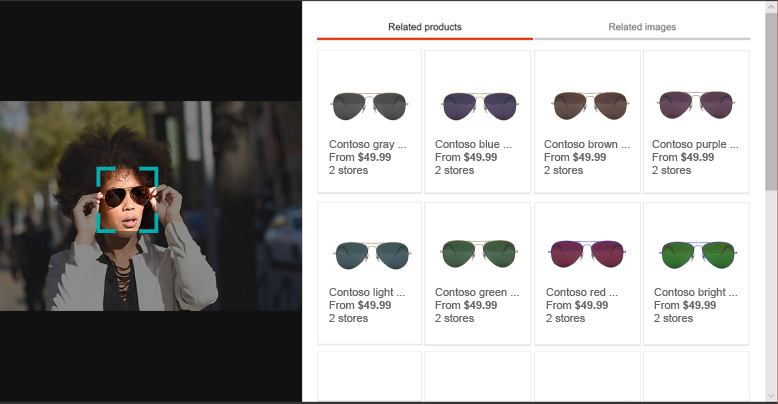 Related products
Related images
Contoso gray ...
From $49.99
2 stores
Contoso blue ...
From $49.99
2 stores
Contoso brown ...
From $49.99
2 stores
Contoso purple ...
From $49.99
2 stores
Contoso light ...
From $49.99
2 stores
Contoso green ...
From $49.99
2 stores
Contoso red ...
From $49.99
2 stores
Contoso bright ...
From $49.99
2 stores